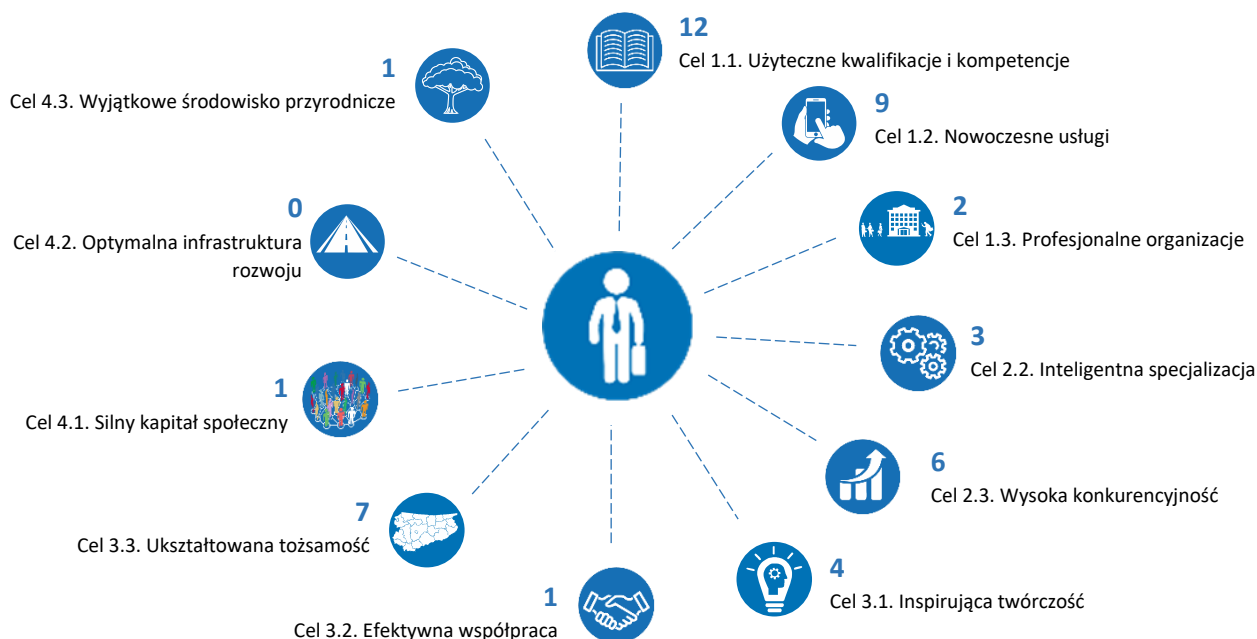 12
Cel 1.1. Użyteczne kwalifikacje i kompetencje
9
Cel 1.2. Nowoczesne usługi
2
Cel 1.3. Profesjonalne organizacje
3
Cel 2.2. Inteligentna specjalizacja
6
Cel 2.3. Wysoka konkurencyjność
4
Cel 3.1. Inspirująca twórczość
1
Cel 3.2. Efektywna współpraca
7
Cel 3.3. Ukształtowana tożsamość
1
Cel 4.1. Silny kapitał społeczny
0
Cel 4.2. Optymalna infrastruktura
rozwoju
1
Cel 4.3. Wyjątkowe środowisko przyrodnicze